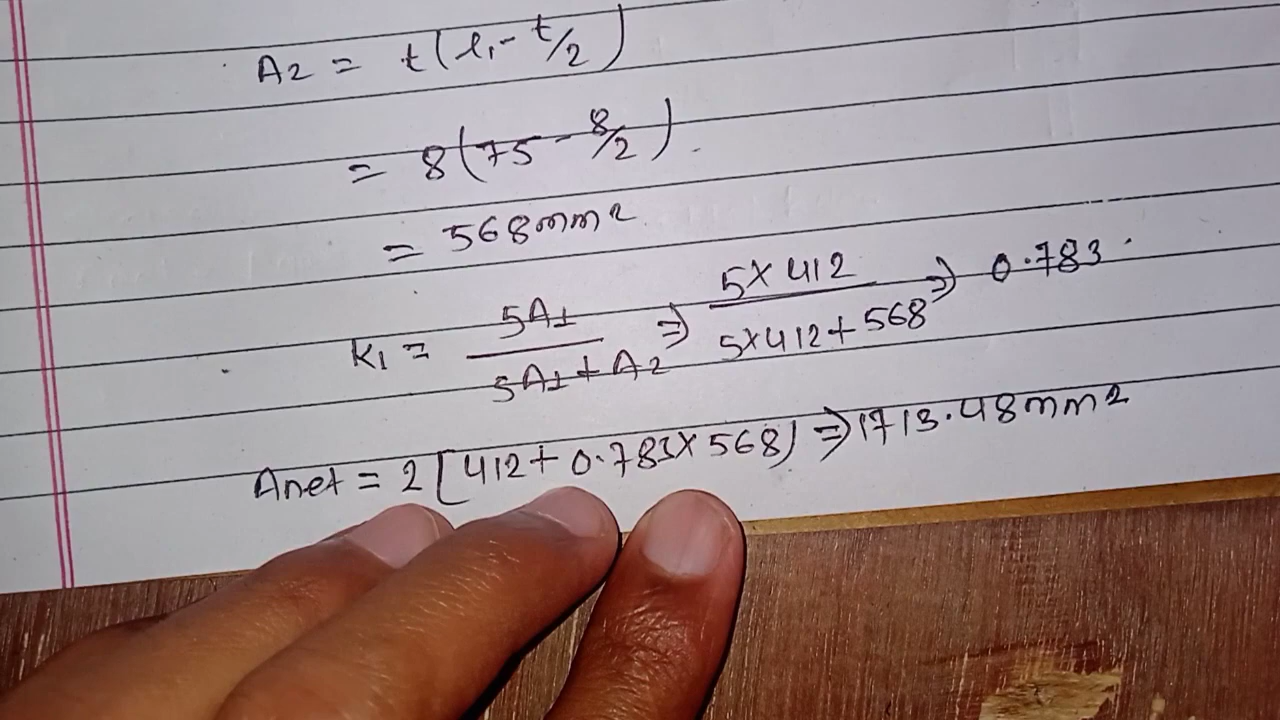 A2 = t(l₁ - t/2)
= 8(75 - 8/2).
= 568mm²
K₁ = 5A1/5A1 + A2 ⇒ 5×412/5×412+568 ⇒ 0.783.
Anet = 2[412+0.783×568) ⇒ 1713.48mm²